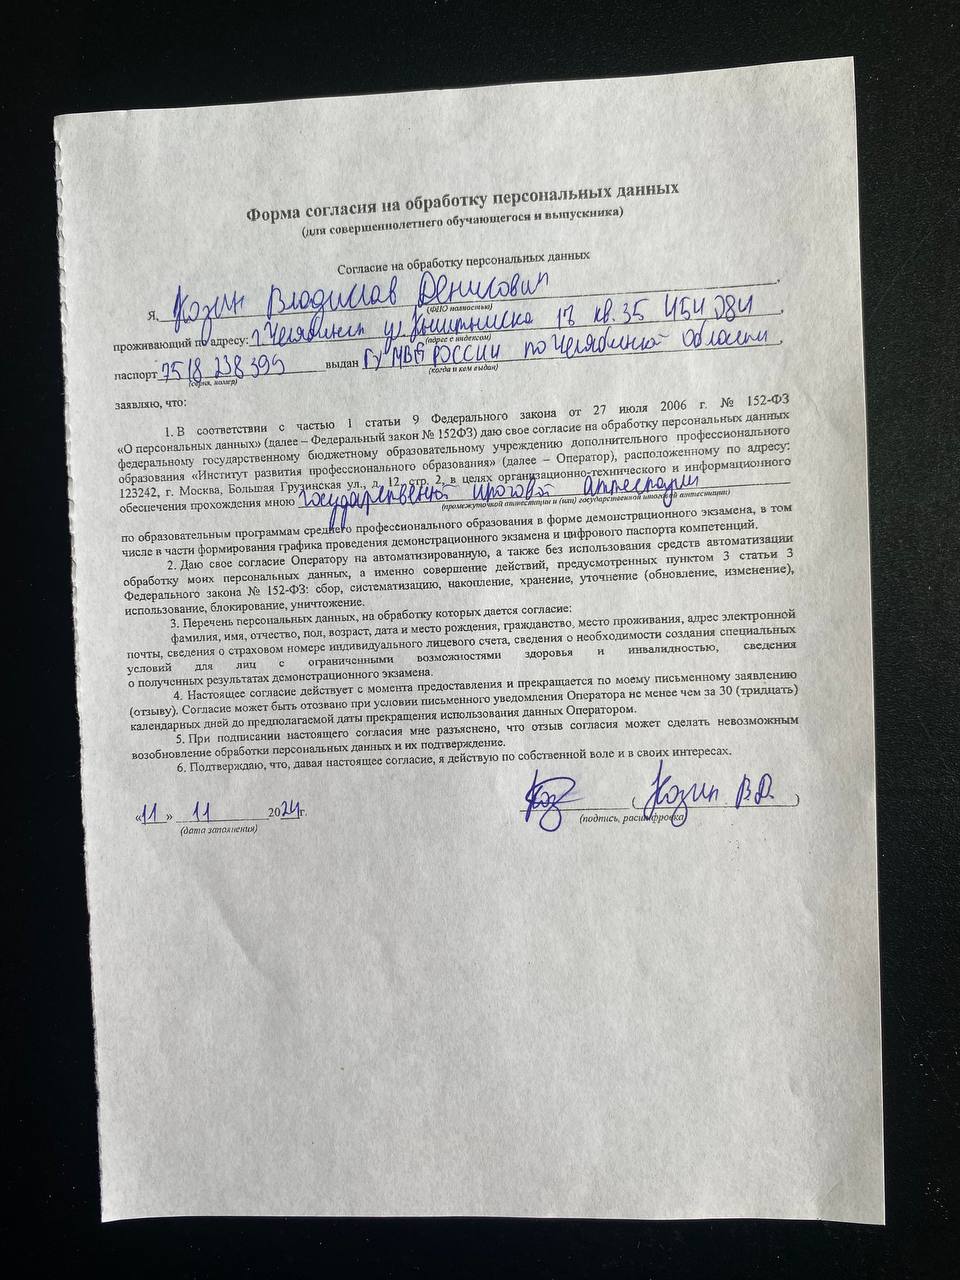 Форма согласия на обработку персональных данных
(для совершеннолетнего обучающегося и выпускника)
Согласие на обработку персональных данных
Я, Козин Владислав Денисович,
(ФИО полностью)
проживающий по адресу: г. Челябинск ул. 17 кв. 35 454084,
(адрес с индексом)
паспорт 7518 238399 выдан ГУ МВД РОССИИ по Челябинской области,
(серия, номер) (когда и кем выдан)
заявляю, что:
1. В соответствии с частью 1 статьи 9 Федерального закона от 27 июля 2006 г. № 152-ФЗ
«О персональных данных» (далее – Федеральный закон № 152ФЗ) даю свое согласие на обработку персональных данных
федеральному государственному бюджетному образовательному учреждению дополнительного профессионального
образования «Институт развития профессионального образования» (далее – Оператор), расположенному по адресу:
123242, г. Москва, Большая Грузинская ул., д. 12, стр. 2, в целях организационно-технического и информационного
обеспечения прохождения мною государственной итоговой аттестации
(промежуточной аттестации и (или) государственной итоговой аттестации)
по образовательным программам среднего профессионального образования в форме демонстрационного экзамена, в том
числе в части формирования графика проведения демонстрационного экзамена и цифрового паспорта компетенций.
2. Даю свое согласие Оператору на автоматизированную, а также без использования средств автоматизации
обработку моих персональных данных, а именно совершение действий, предусмотренных пунктом 3 статьи 3
Федерального закона № 152-ФЗ: сбор, систематизацию, накопление, хранение, уточнение (обновление, изменение),
использование, блокирование, уничтожение.
3. Перечень персональных данных, на обработку которых дается согласие:
фамилия, имя, отчество, пол, возраст, дата и место рождения, гражданство, место проживания, адрес электронной
почты, сведения о страховом номере индивидуального лицевого счета, сведения о необходимости создания специальных
условий для лиц с ограниченными возможностями здоровья и инвалидностью, сведения
о полученных результатах демонстрационного экзамена.
4. Настоящее согласие действует с момента предоставления и прекращается по моему письменному заявлению
(отзыву). Согласие может быть отозвано при условии письменного уведомления Оператора не менее чем за 30 (тридцать)
календарных дней до предполагаемой даты прекращения использования данных Оператором.
5. При подписании настоящего согласия мне разъяснено, что отзыв согласия может сделать невозможным
возобновление обработки персональных данных и их подтверждение.
6. Подтверждаю, что, давая настоящее согласие, я действую по собственной воле и в своих интересах.
«11» 11 2024г. Коз (Козин В.Д.)
(дата заполнения) (подпись, расшифровка)